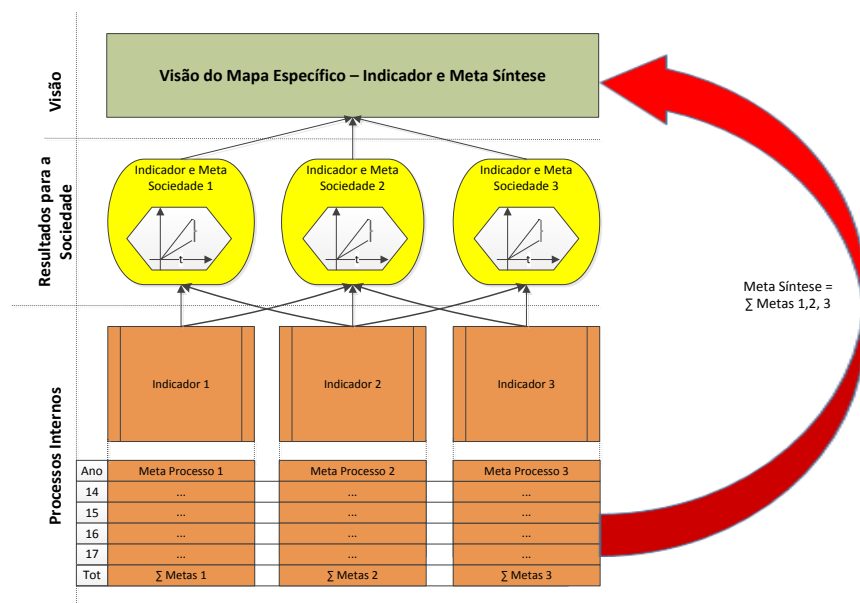 Visão
Visão do Mapa Específico – Indicador e Meta Síntese
Resultados para a
Sociedade
Indicador e Meta
Sociedade 1
t
Indicador e Meta
Sociedade 2
t
Indicador e Meta
Sociedade 3
t
Meta Síntese =
∑ Metas 1,2, 3
Processos Internos
Indicador 1
Indicador 2
Indicador 3
Ano Meta Processo 1 Meta Processo 2 Meta Processo 3
14 ... ... ...
15 ... ... ...
16 ... ... ...
17 ... ... ...
Tot ∑ Metas 1 ∑ Metas 2 ∑ Metas 3